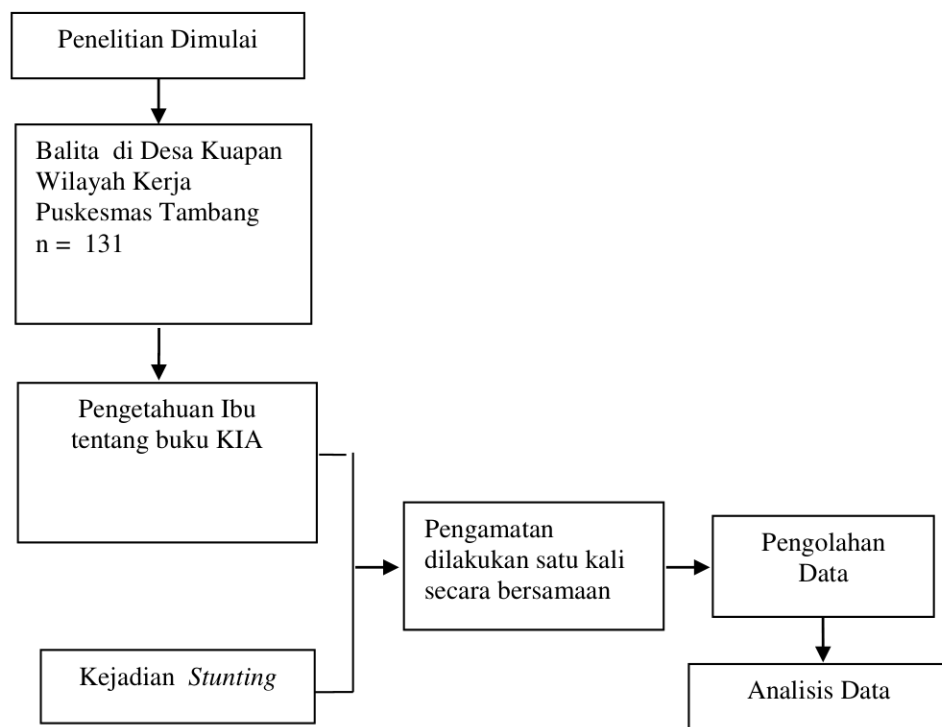 Penelitian Dimulai
Balita di Desa Kuapan
Wilayah Kerja
Puskesmas Tambang
n = 131
Pengetahuan Ibu
tentang buku KIA
Kejadian Stunting
Pengamatan
dilakukan satu kali
secara bersamaan
Pengolahan
Data
Analisis Data